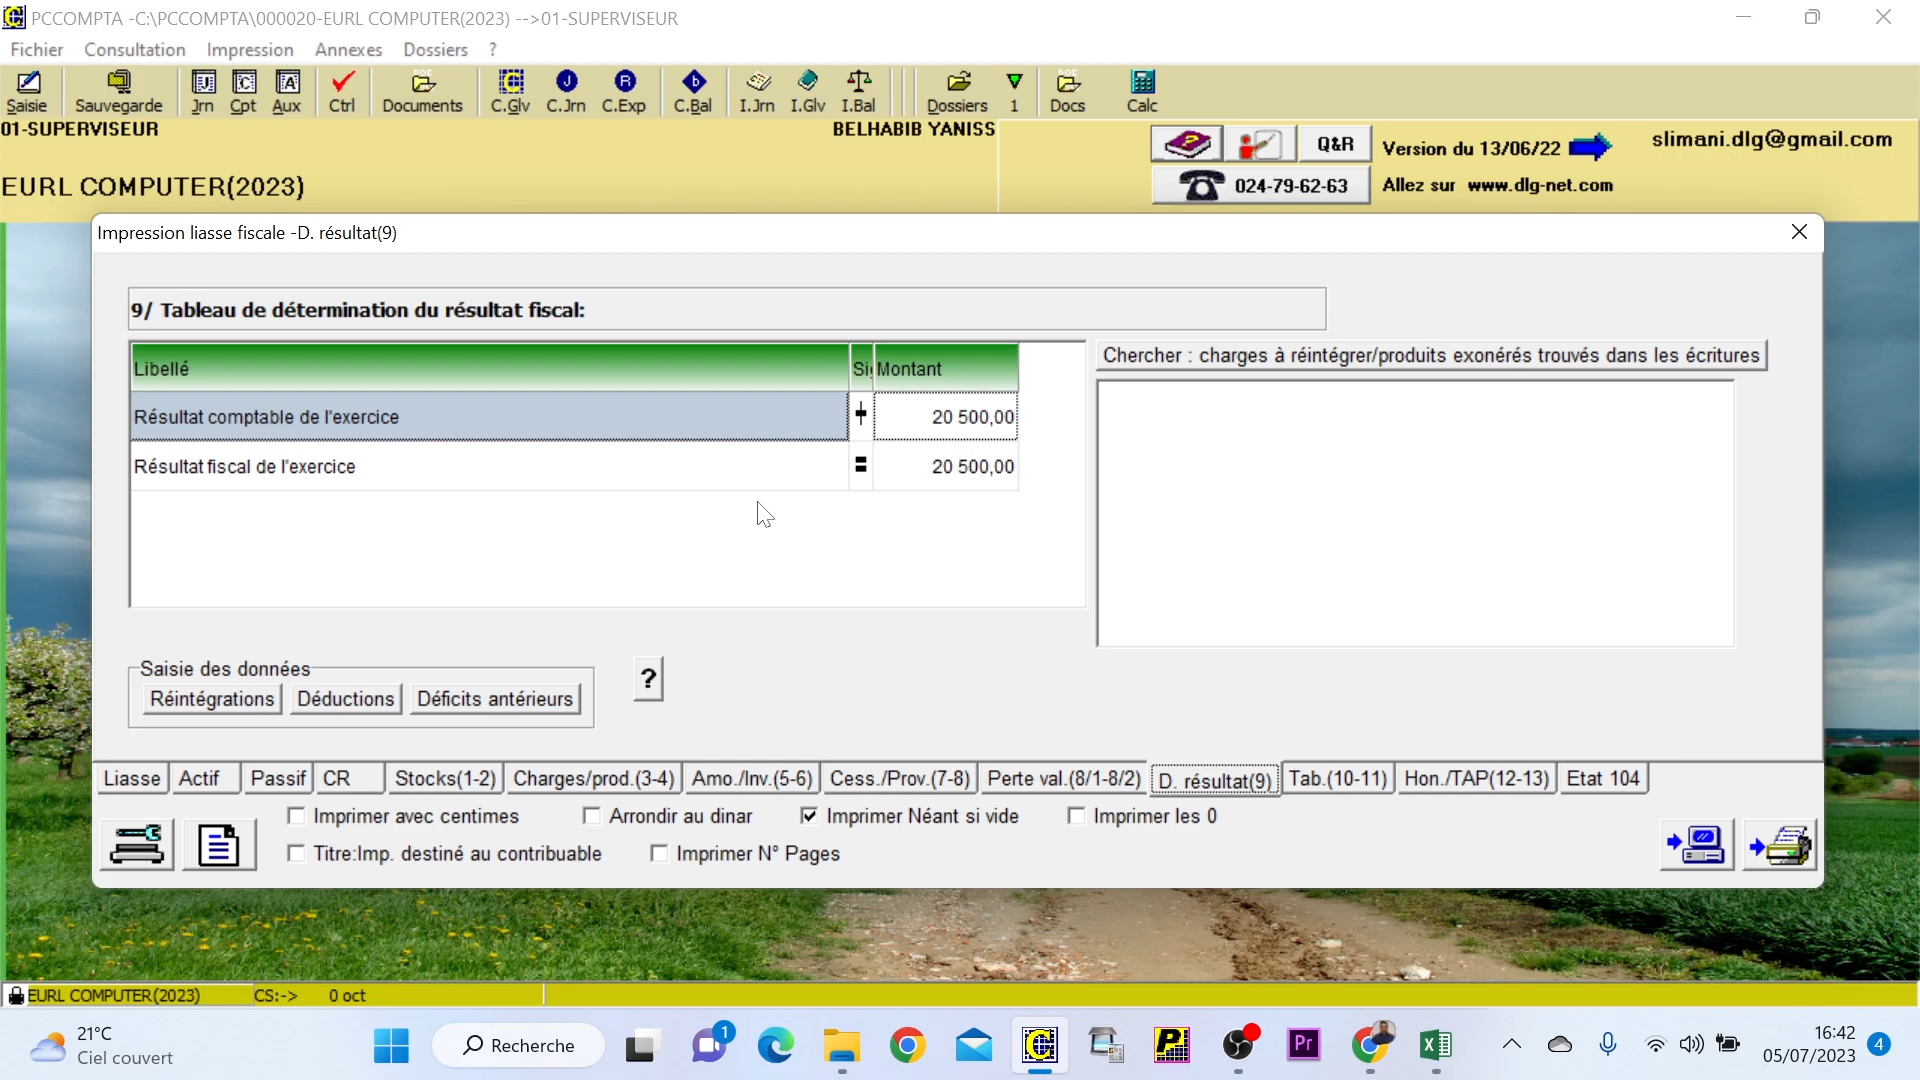 PCCOMPTA -C:\PCCOMPTA\000020-EURL COMPUTER(2023) -->01-SUPERVISEUR
Fichier Consultation Impression Annexes Dossiers ?
Saisie Sauvegarde Jrn Cpt Aux Ctrl Documents C.Glv C.Jrn C.Exp C.Bal I.Jrn I.Glv I.Bal Dossiers 1 Docs Calc
01-SUPERVISEUR BELHABIB YANISS
Q&R Version du 13/06/22 slimani.dlg@gmail.com
EURL COMPUTER(2023)
024-79-62-63 Allez sur www.dlg-net.com
Impression liasse fiscale -D. résultat(9)
9/ Tableau de détermination du résultat fiscal:
Chercher : charges à réintégrer/produits exonérés trouvés dans les écritures
Libellé Si Montant
Résultat comptable de l'exercice + 20 500,00
Résultat fiscal de l'exercice = 20 500,00
Saisie des données
?
Réintégrations Déductions Déficits antérieurs
Liasse Actif Passif CR Stocks(1-2) Charges/prod.(3-4) Amo./Inv.(5-6) Cess./Prov.(7-8) Perte val.(8/1-8/2) D. résultat(9) Tab.(10-11) Hon./TAP(12-13) Etat 104
Imprimer avec centimes Arrondir au dinar Imprimer Néant si vide Imprimer les 0
Titre:Imp. destiné au contribuable Imprimer N° Pages
EURL COMPUTER(2023) CS:-> 0 oct
21°C
Ciel couvert
Recherche
1
Pr
16:42
05/07/2023
4